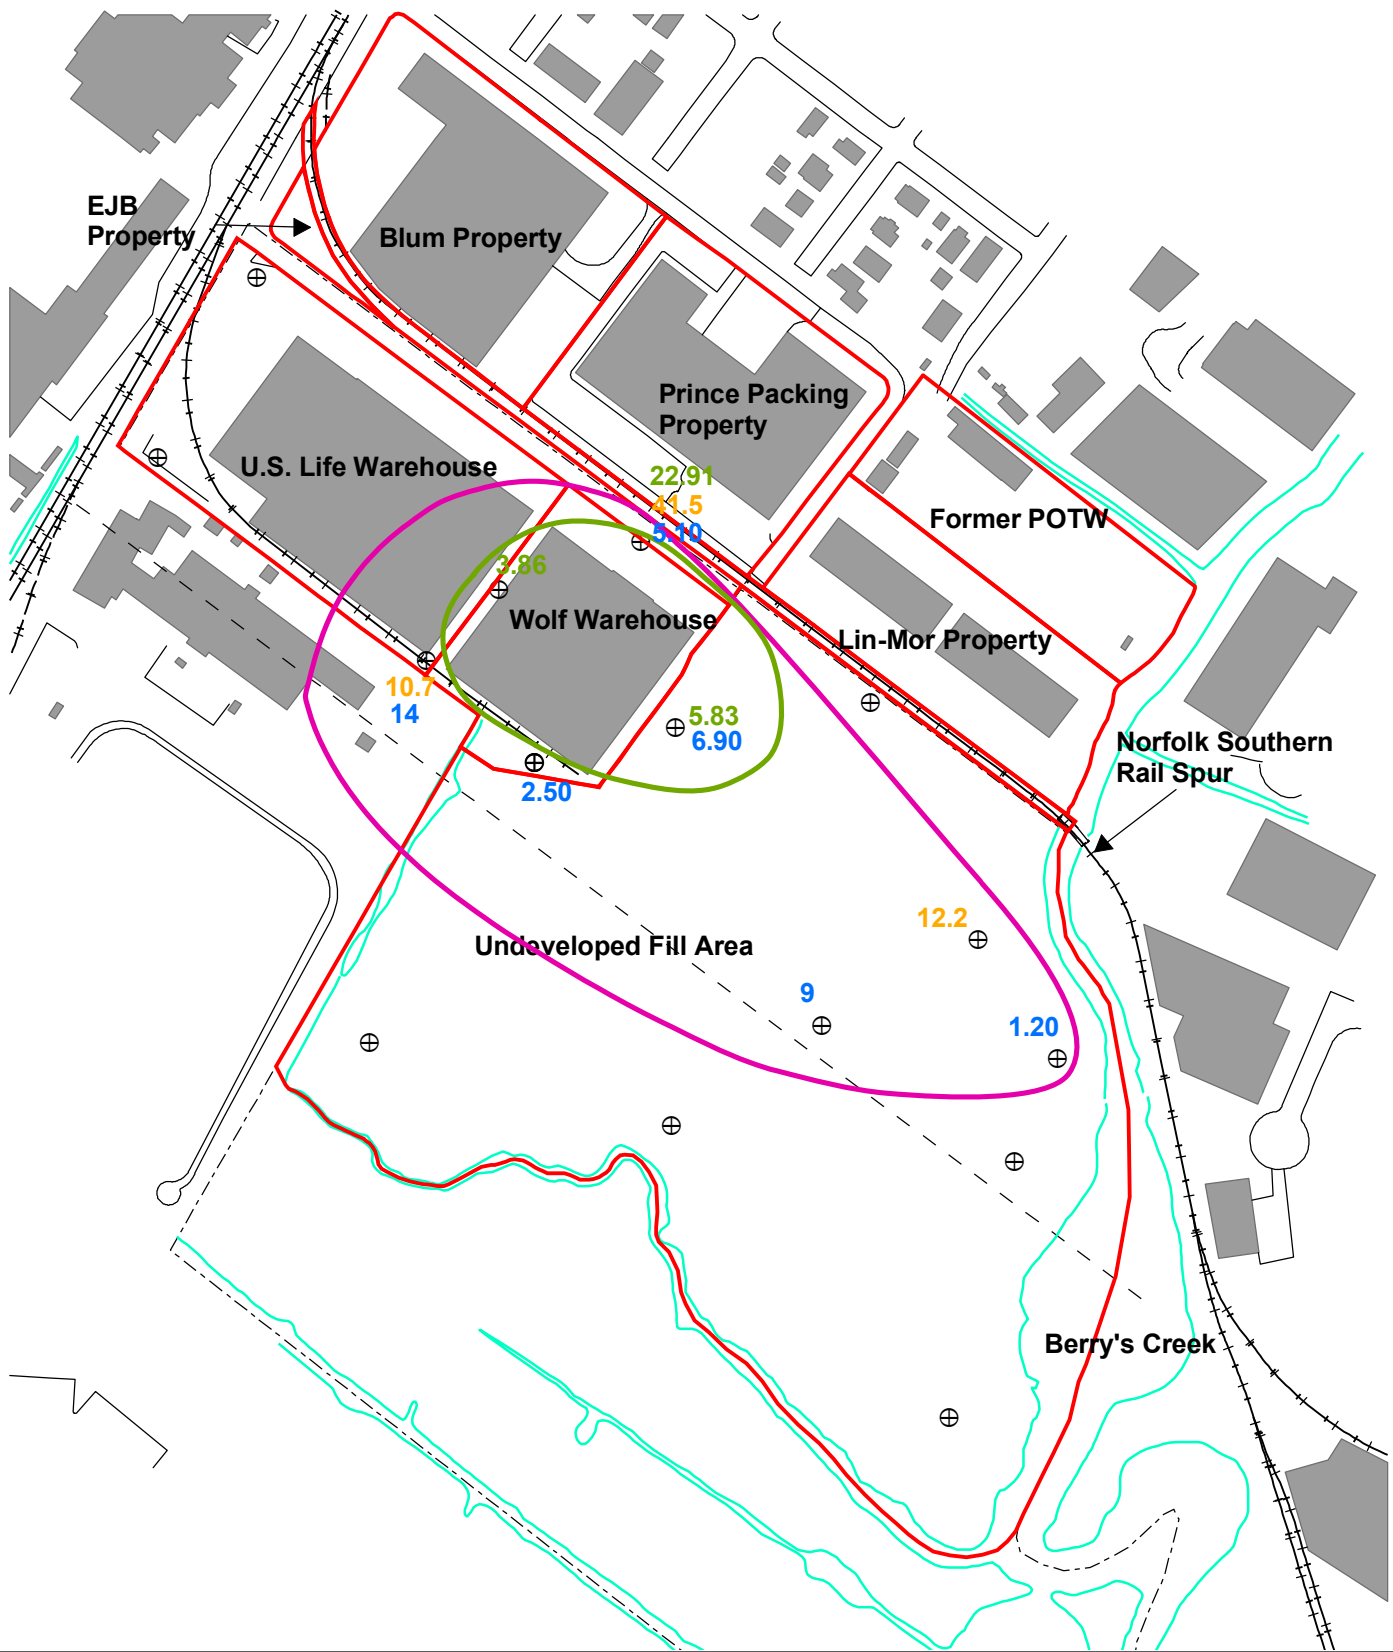 EJB
Property
Blum Property
Prince Packing
Property
U.S. Life Warehouse
22.91
41.5
5.10
Former POTW
3.86
Wolf Warehouse
Lin-Mor Property
10.7
14
5.83
6.90
Norfolk Southern
Rail Spur
2.50
12.2
Undeveloped Fill Area
9
1.20
Berry's Creek